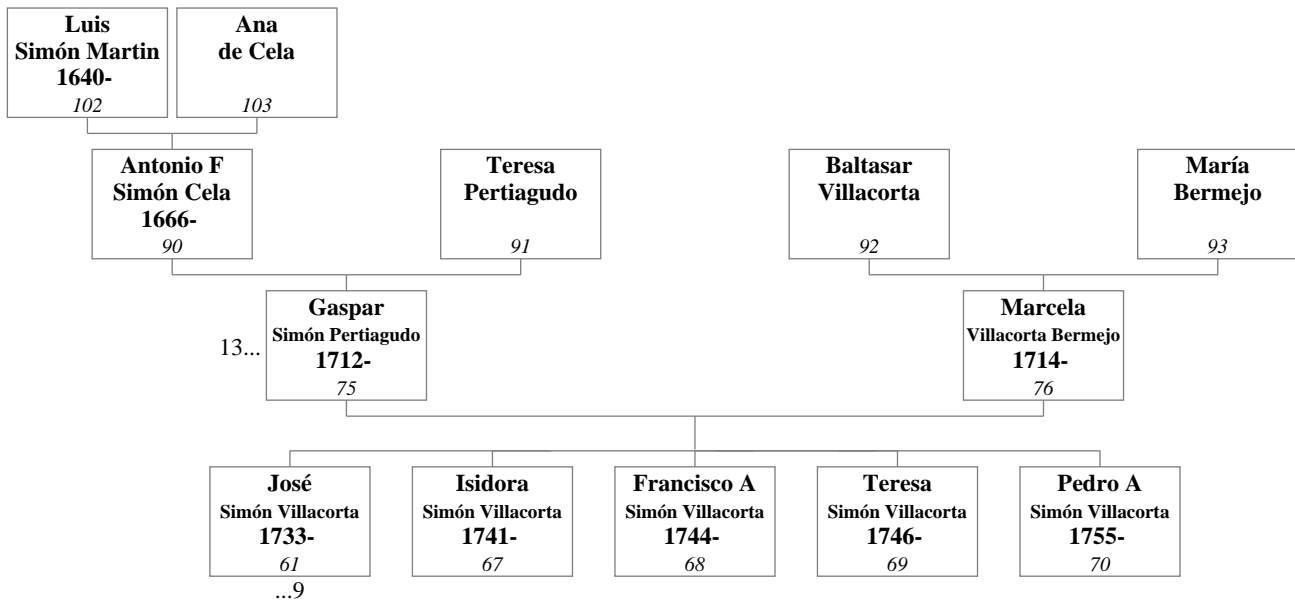 Luis
Simón Martin
1640-
102
Ana
de Cela
103
Antonio F
Simón Cela
1666-
90
Teresa
Pertiagudo
91
Baltasar
Villacorta
92
María
Bermejo
93
13...
Gaspar
Simón Pertiagudo
1712-
75
Marcela
Villacorta Bermejo
1714-
76
José
Simón Villacorta
1733-
61
...9
Isidora
Simón Villacorta
1741-
67
Francisco A
Simón Villacorta
1744-
68
Teresa
Simón Villacorta
1746-
69
Pedro A
Simón Villacorta
1755-
70